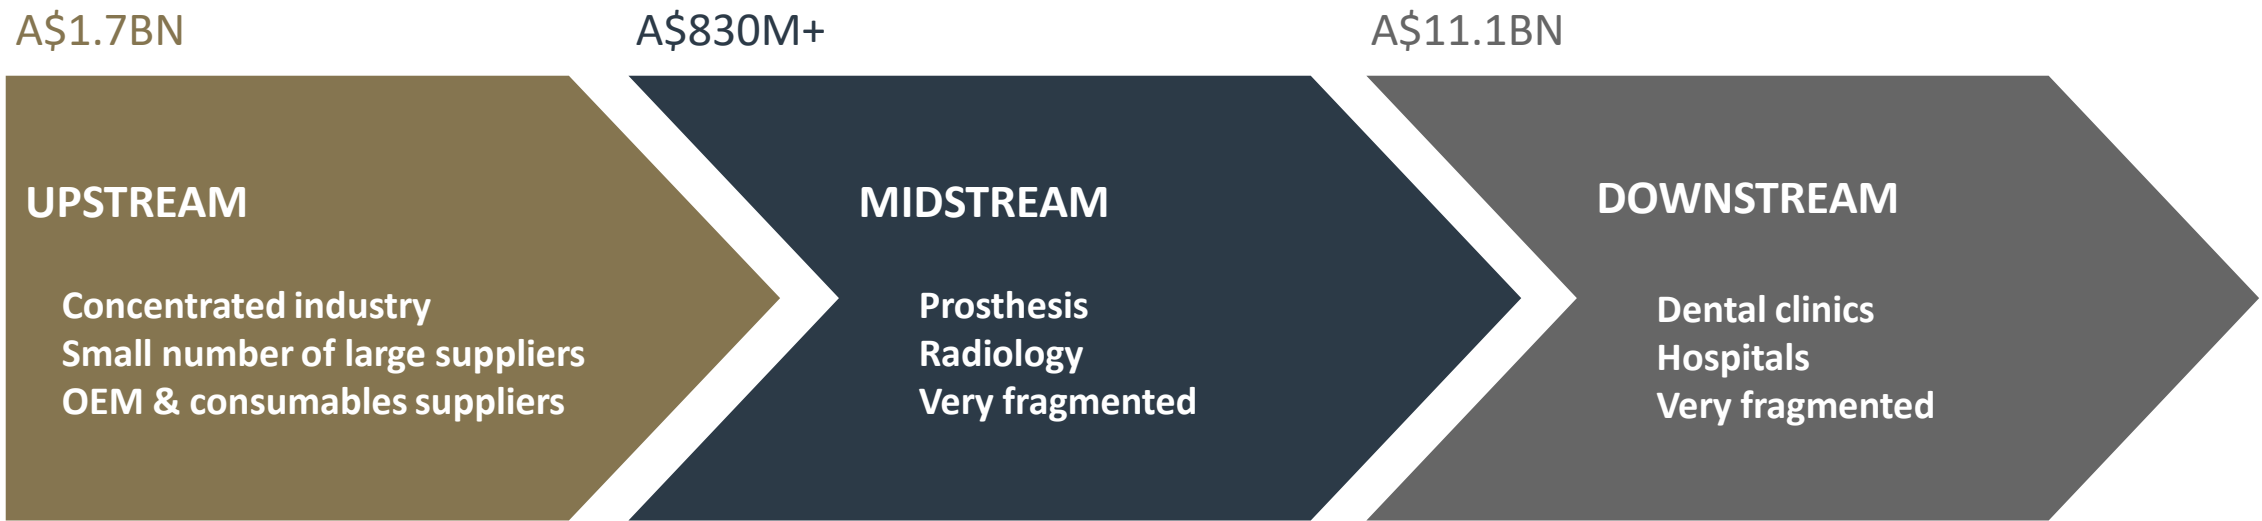 A$1.7BN
UPSTREAM
Concentrated industry
Small number of large suppliers
OEM & consumables suppliers
A$830M+
MIDSTREAM
Prosthesis
Radiology
Very fragmented
A$11.1BN
DOWNSTREAM
Dental clinics
Hospitals
Very fragmented